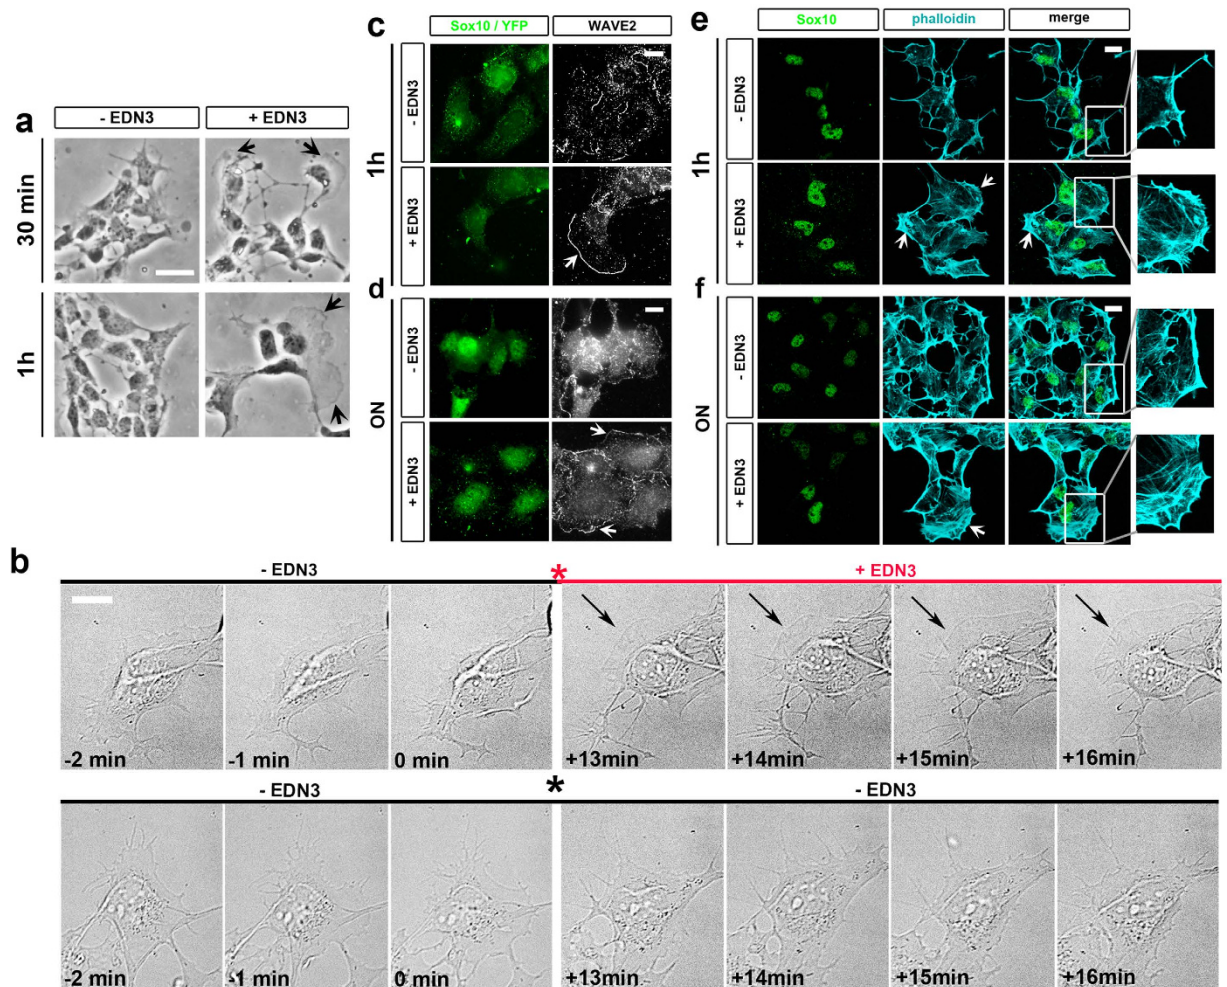 a
- EDN3
+ EDN3
30 min
1h
c
Sox10 / YFP
WAVE2
1h
- EDN3
+ EDN3
d
ON
- EDN3
+ EDN3
e
Sox10
phalloidin
merge
1h
- EDN3
+ EDN3
f
ON
- EDN3
+ EDN3
b
- EDN3
*
+ EDN3
-2 min
-1 min
0 min
+13min
+14min
+15min
+16min
- EDN3
*
- EDN3
-2 min
-1 min
0 min
+13min
+14min
+15min
+16min